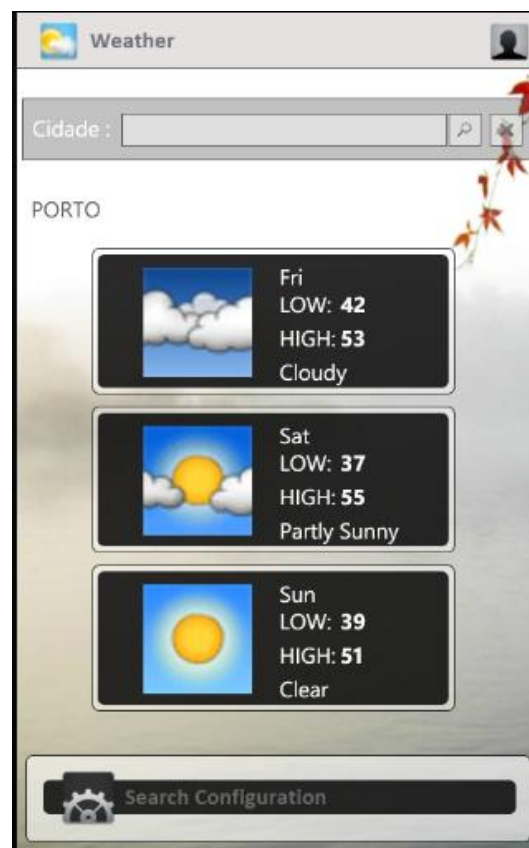 Weather
Cidade :
PORTO
Fri
LOW: 42
HIGH: 53
Cloudy
Sat
LOW: 37
HIGH: 55
Partly Sunny
Sun
LOW: 39
HIGH: 51
Clear
Search Configuration